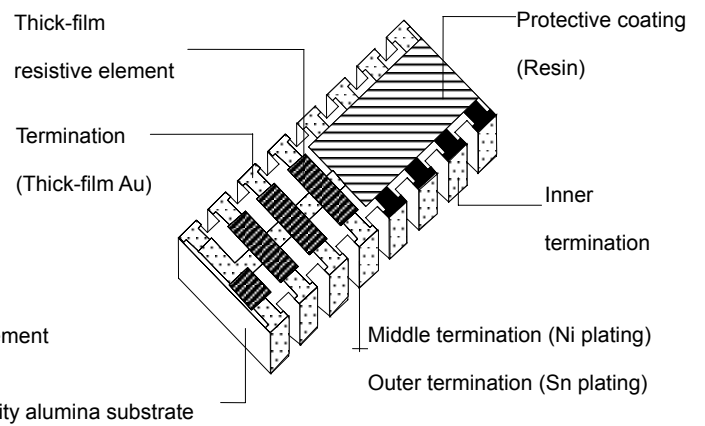 Thick-film
resistive element
Protective coating
(Resin)
Termination
(Thick-film Au)
Inner
termination
ement
Middle termination (Ni plating)
Outer termination (Sn plating)
ity alumina substrate